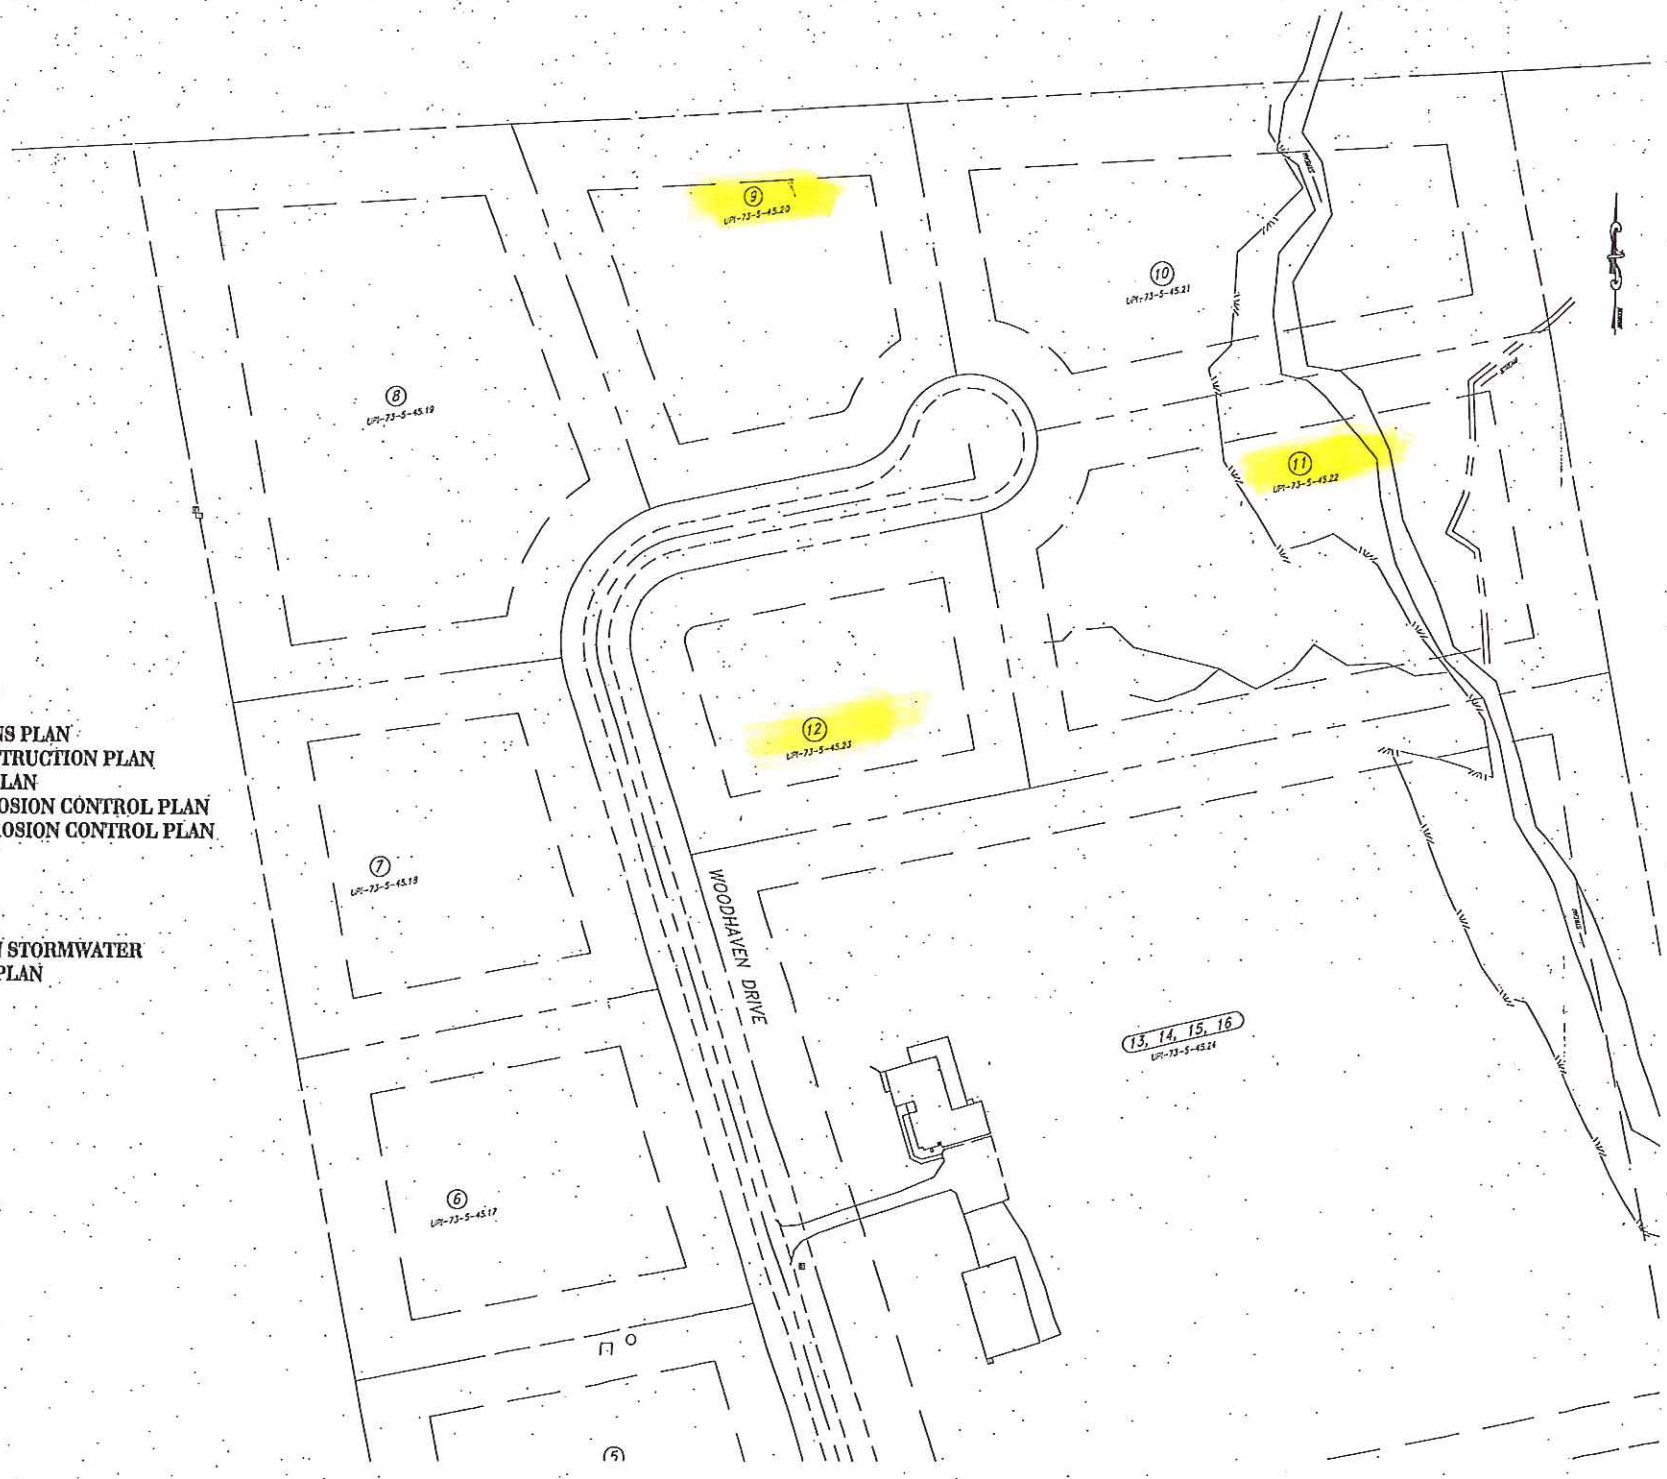 9
UPI-73-5-45.20
10
UPI-73-5-45.21
8
UPI-73-5-45.19
11
UPI-73-5-45.22
12
UPI-73-5-45.23
NS PLAN
TRUCTION PLAN
LAN
OSION CONTROL PLAN
ROSION CONTROL PLAN
7
UPI-73-5-45.18
WOODHAVEN DRIVE
N STORMWATER
PLAN
13, 14, 15, 16
UPI-73-5-45.24
6
UPI-73-5-45.17
5